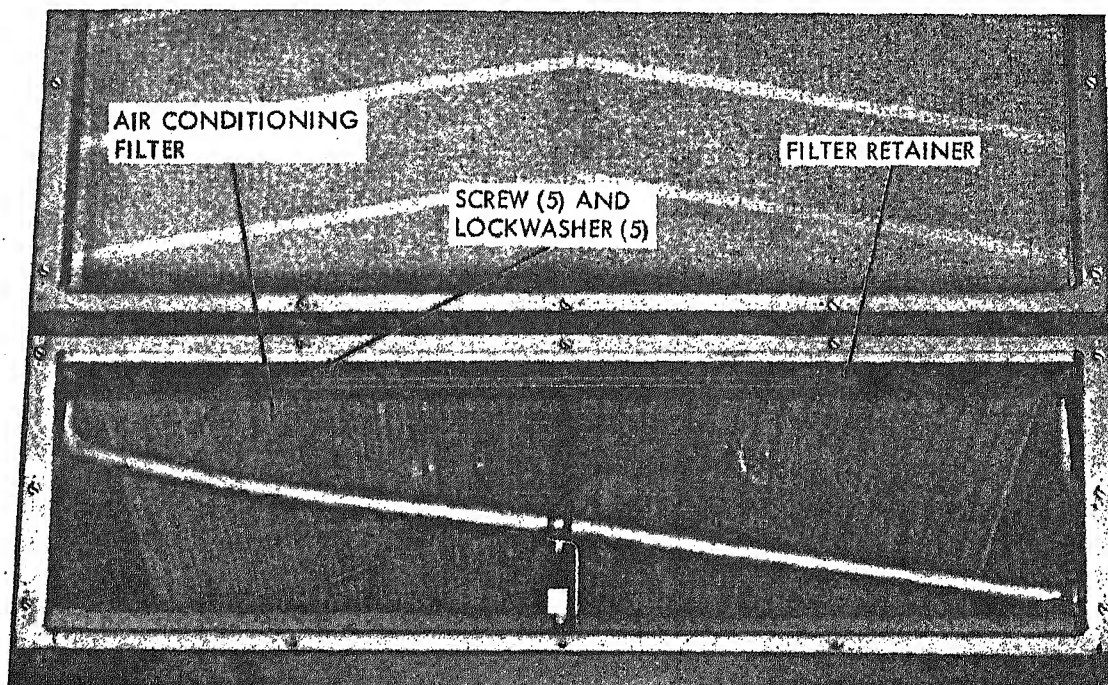 AIR CONDITIONING
FILTER
FILTER RETAINER
SCREW (5) AND
LOCKWASHER (5)